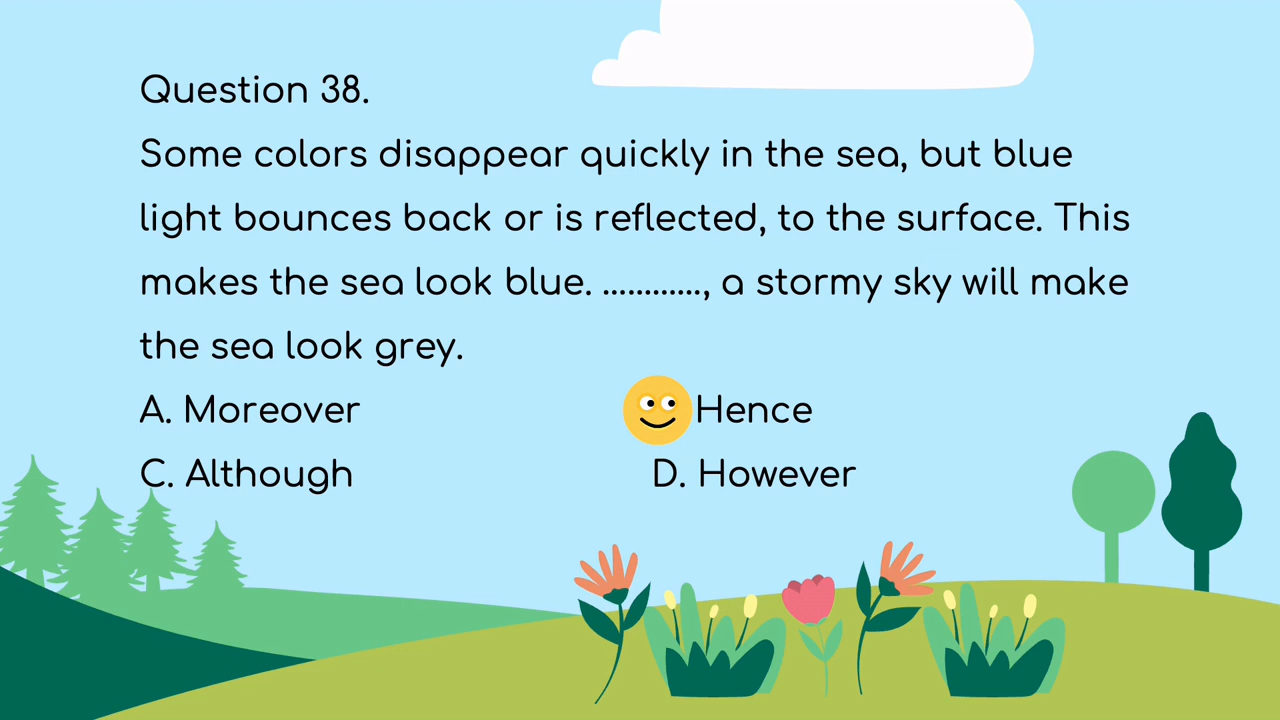 Question 38.
Some colors disappear quickly in the sea, but blue
light bounces back or is reflected, to the surface. This
makes the sea look blue. ............, a stormy sky will make
the sea look grey.
A. Moreover Hence
C. Although D. However